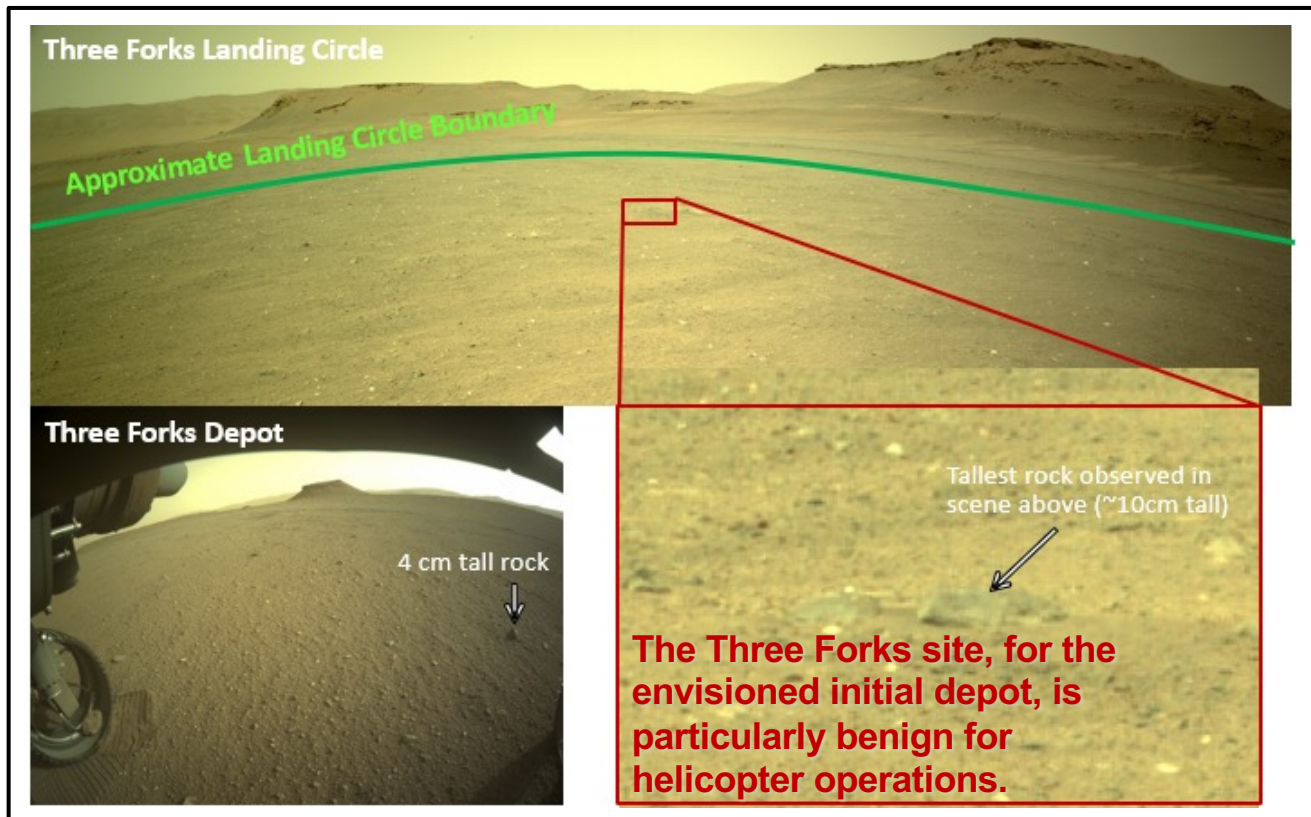 Three Forks Landing Circle
Approximate Landing Circle Boundary
Three Forks Depot
4 cm tall rock
Tallest rock observed in
scene above (~10cm tall)
The Three Forks site, for the
envisioned initial depot, is
particularly benign for
helicopter operations.